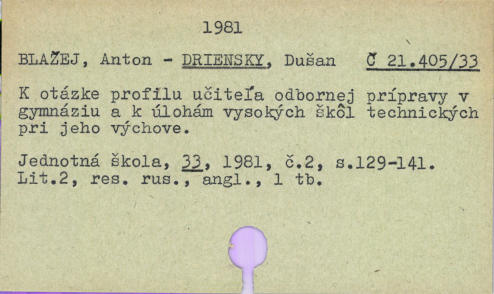 1981
BLAŽEJ, Anton - DRIENSKY, Dušan Č 21.405/33
K otázke profilu učiteľa odbornej prípravy v
gymnáziu a k úlohám vysokých škôl technických
pri jeho výchove.
Jednotná škola, 33, 1981, č.2, s.129-141.
Lit.2, res. rus., angl., 1 tb.